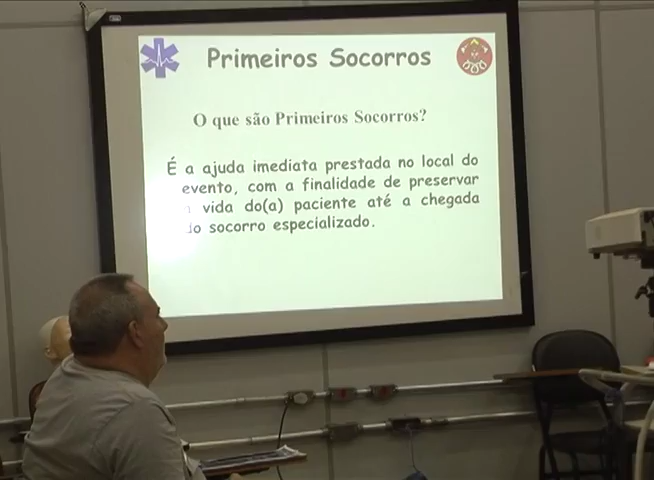 Primeiros Socorros
O que são Primeiros Socorros?
É a ajuda imediata prestada no local do
evento, com a finalidade de preservar
a vida do(a) paciente até a chegada
do socorro especializado.